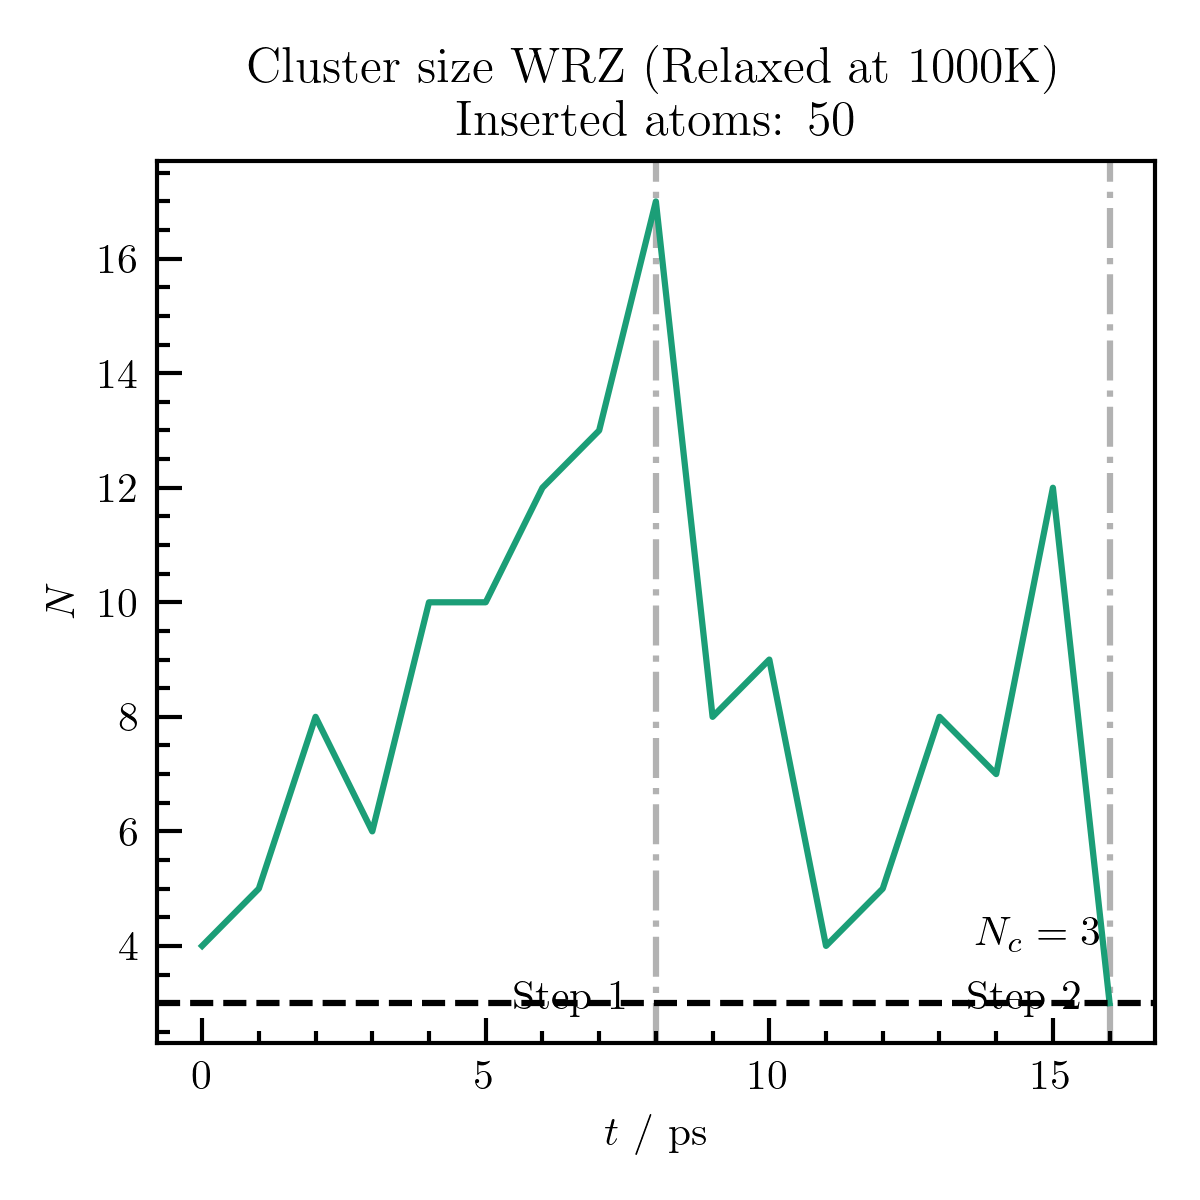 Cluster size WRZ (Relaxed at 1000K)
Inserted atoms: 50
16
14
12
10
8
6
4
N
N_c = 3
Step 1
Step 2
0 5 10 15
t / ps